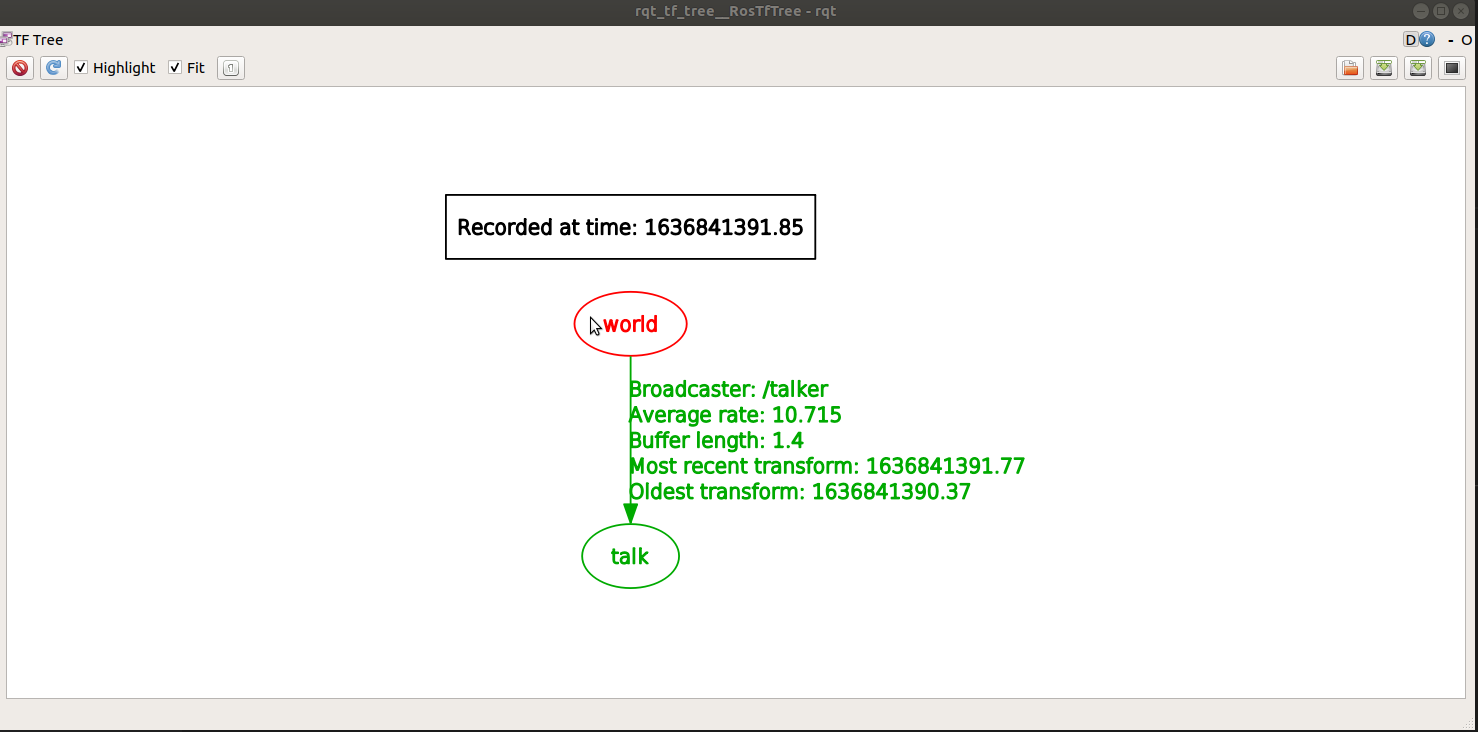 rqt_tf_tree__RosTfTree - rqt
TF Tree
D? - O
Highlight Fit 1
Recorded at time: 1636841391.85
world
Broadcaster: /talker
Average rate: 10.715
Buffer length: 1.4
Most recent transform: 1636841391.77
Oldest transform: 1636841390.37
talk